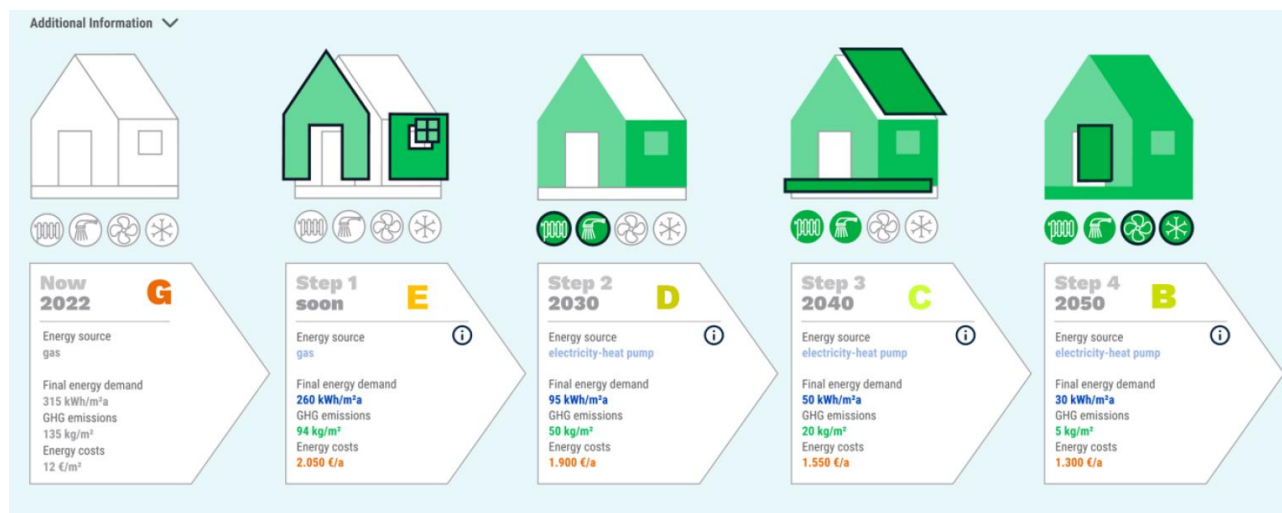 Additional Information
Now
2022
G
Energy source
gas
Final energy demand
315 kWh/m²a
GHG emissions
135 kg/m²
Energy costs
12 €/m²
Step 1
soon
E
Energy source
gas
Final energy demand
260 kWh/m²a
GHG emissions
94 kg/m²
Energy costs
2.050 €/a
Step 2
2030
D
Energy source
electricity-heat pump
Final energy demand
95 kWh/m²a
GHG emissions
50 kg/m²
Energy costs
1.900 €/a
Step 3
2040
C
Energy source
electricity-heat pump
Final energy demand
50 kWh/m²a
GHG emissions
20 kg/m²
Energy costs
1.550 €/a
Step 4
2050
B
Energy source
electricity-heat pump
Final energy demand
30 kWh/m²a
GHG emissions
5 kg/m²
Energy costs
1.300 €/a